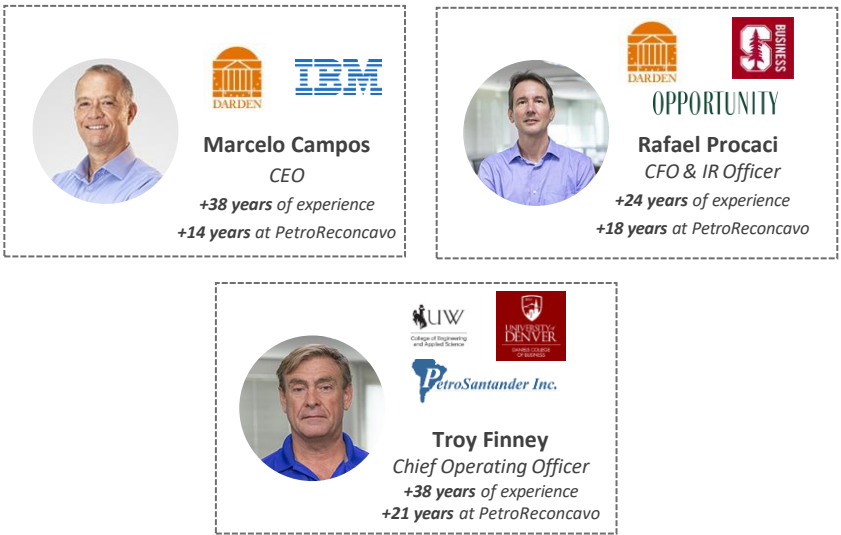 DARDEN
IBM
Marcelo Campos
CEO
+38 years of experience
+14 years at PetroReconcavo
DARDEN
S BUSINESS
OPPORTUNITY
Rafael Procaci
CFO & IR Officer
+24 years of experience
+18 years at PetroReconcavo
UW
College of Engineering
and Applied Science
UNIVERSITY of
DENVER
DANIELS COLLEGE
OF BUSINESS
PetroSantander Inc.
Troy Finney
Chief Operating Officer
+38 years of experience
+21 years at PetroReconcavo